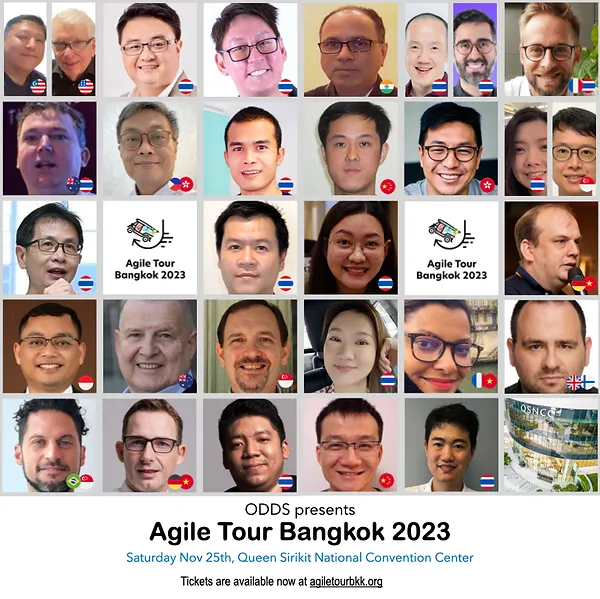 Agile Tour
Bangkok 2023
Agile Tour
Bangkok 2023
QSNCC
ODDS presents
Agile Tour Bangkok 2023
Saturday Nov 25th, Queen Sirikit National Convention Center
Tickets are available now at agiletourbkk.org